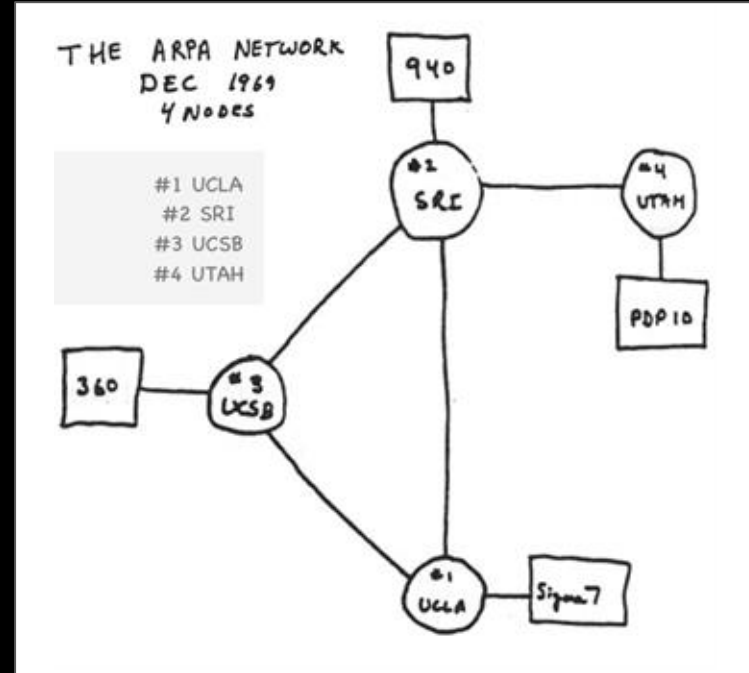 THE ARPA NETWORK
DEC 1969
4 NODES
#1 UCLA
#2 SRI
#3 UCSB
#4 UTAH
940
#2
SRI
#4
UTAH
PDP 10
360
#3
UCSB
#1
UCLA
Sigma 7